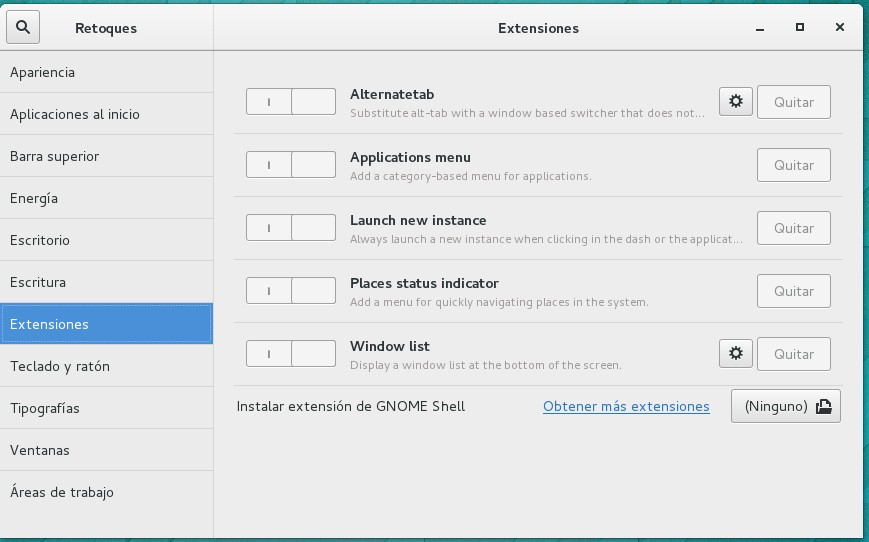 Retoques
Extensiones
Apariencia
Aplicaciones al inicio
Barra superior
Energía
Escritorio
Escritura
Extensiones
Teclado y ratón
Tipografías
Ventanas
Áreas de trabajo
Alternatetab
Substitute alt-tab with a window based switcher that does not...
Quitar
Applications menu
Add a category-based menu for applications.
Quitar
Launch new instance
Always launch a new instance when clicking in the dash or the applicat...
Quitar
Places status indicator
Add a menu for quickly navigating places in the system.
Quitar
Window list
Display a window list at the bottom of the screen.
Quitar
Instalar extensión de GNOME Shell
Obtener más extensiones
(Ninguno)